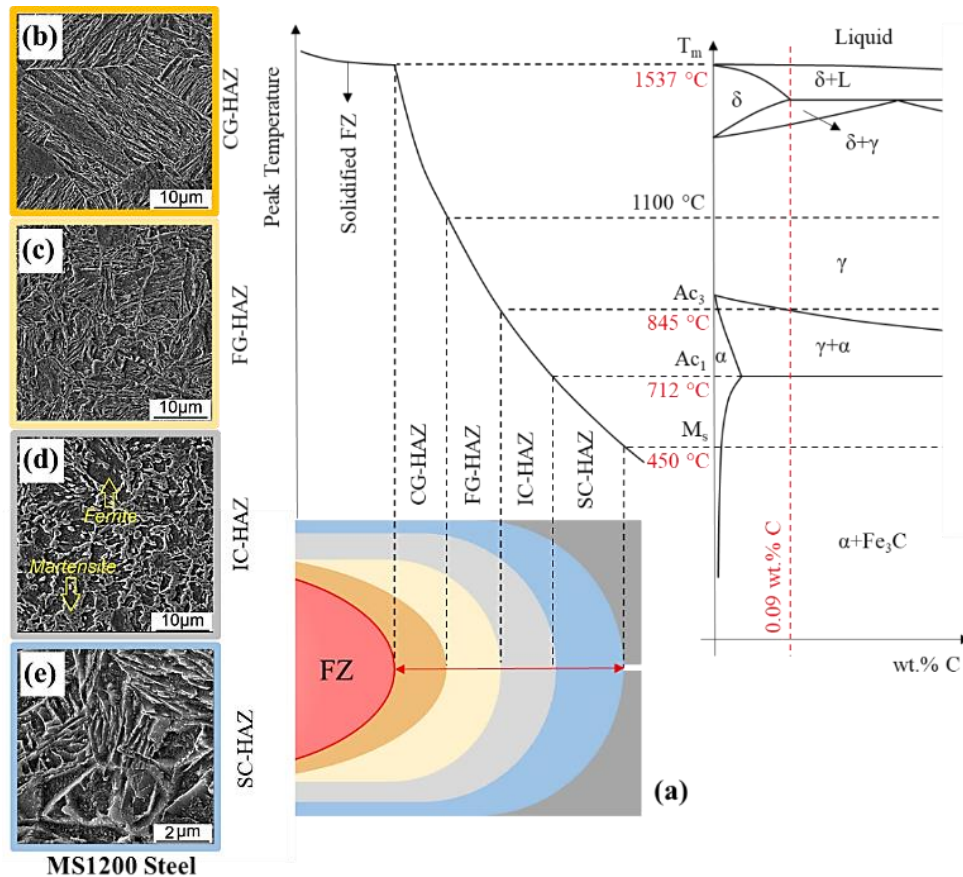 (b)
10µm
CG-HAZ
(c)
10µm
FG-HAZ
(d)
Ferrite
Martensite
10µm
IC-HAZ
(e)
2µm
SC-HAZ
MS1200 Steel
Peak Temperature
Solidified FZ
CG-HAZ
FG-HAZ
IC-HAZ
SC-HAZ
FZ
(a)
Tₘ
1537 °C
1100 °C
Ac₃
845 °C
Ac₁
712 °C
Mₛ
450 °C
Liquid
δ+L
δ
δ+γ
γ
γ+α
α
α+Fe₃C
0.09 wt.% C
wt.% C